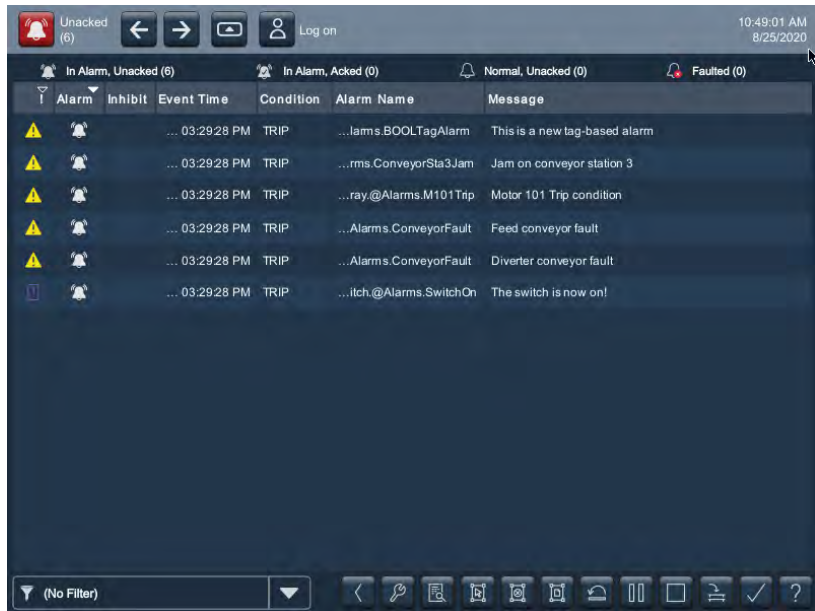 Unacked
(6)
Log on
10:49:01 AM
8/25/2020
In Alarm, Unacked (6) In Alarm, Acked (0) Normal, Unacked (0) Faulted (0)
! Alarm Inhibit Event Time Condition Alarm Name Message
... 03:29:28 PM TRIP ...larms.BOOLTagAlarm This is a new tag-based alarm
... 03:29:28 PM TRIP ...rms.ConveyorSta3Jam Jam on conveyor station 3
... 03:29:28 PM TRIP ...ray.@Alarms.M101Trip Motor 101 Trip condition
... 03:29:28 PM TRIP ...Alarms.ConveyorFault Feed conveyor fault
... 03:29:28 PM TRIP ...Alarms.ConveyorFault Diverter conveyor fault
... 03:29:28 PM TRIP ...itch.@Alarms.SwitchOn The switch is now on!
(No Filter) ?